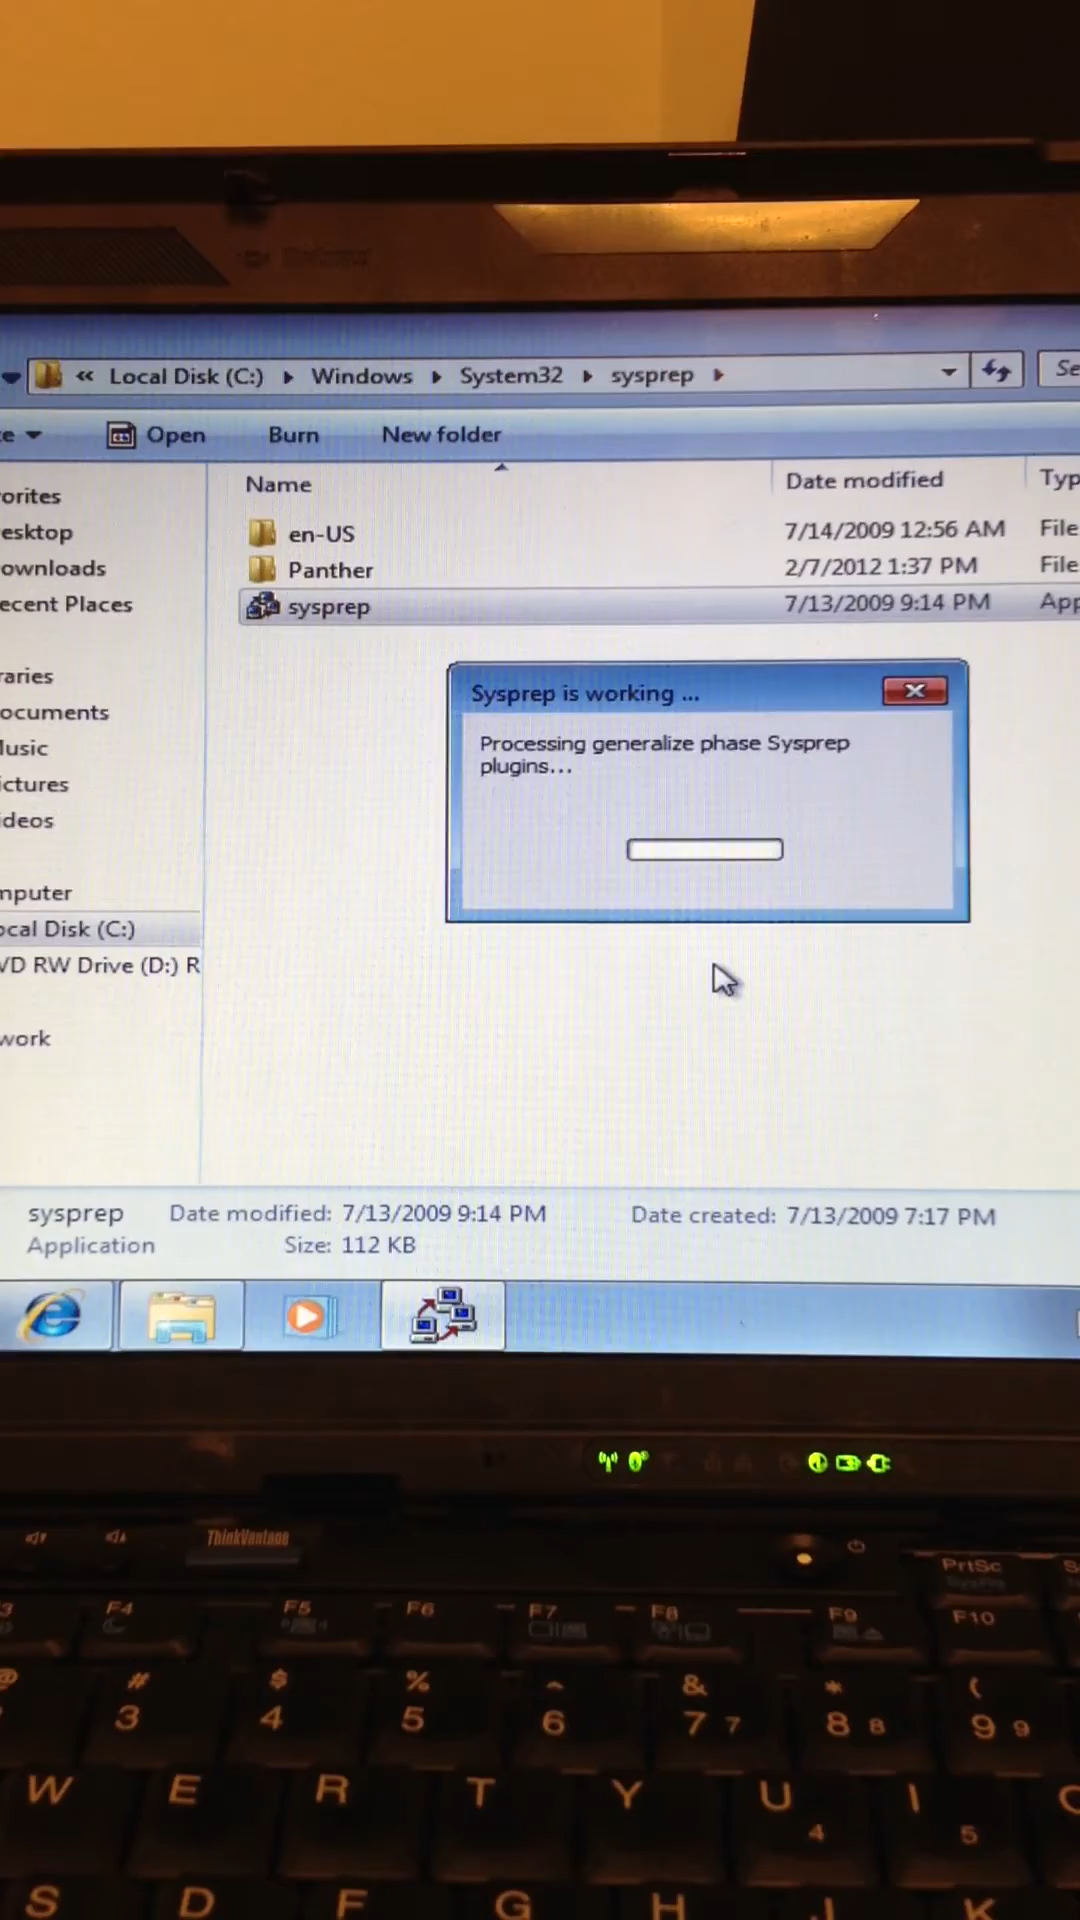 « Local Disk (C:) Windows System32 sysprep
Open Burn New folder
Name Date modified
en-US 7/14/2009 12:56 AM File
Panther 2/7/2012 1:37 PM File
sysprep 7/13/2009 9:14 PM App
orites
esktop
ownloads
ecent Places
raries
ocuments
usic
ictures
ideos
mputer
ocal Disk (C:)
VD RW Drive (D:) R
work
Sysprep is working ...
Processing generalize phase Sysprep
plugins...
sysprep Date modified: 7/13/2009 9:14 PM Date created: 7/13/2009 7:17 PM
Application Size: 112 KB
ThinkVantage
PrtSc
F4 F5 F6 F7 F8 F9 F10
@ # $ % ^ & * (
3 4 5 6 7 7 8 8 9 9
W E R T Y U I
4 5
S D F G H J K